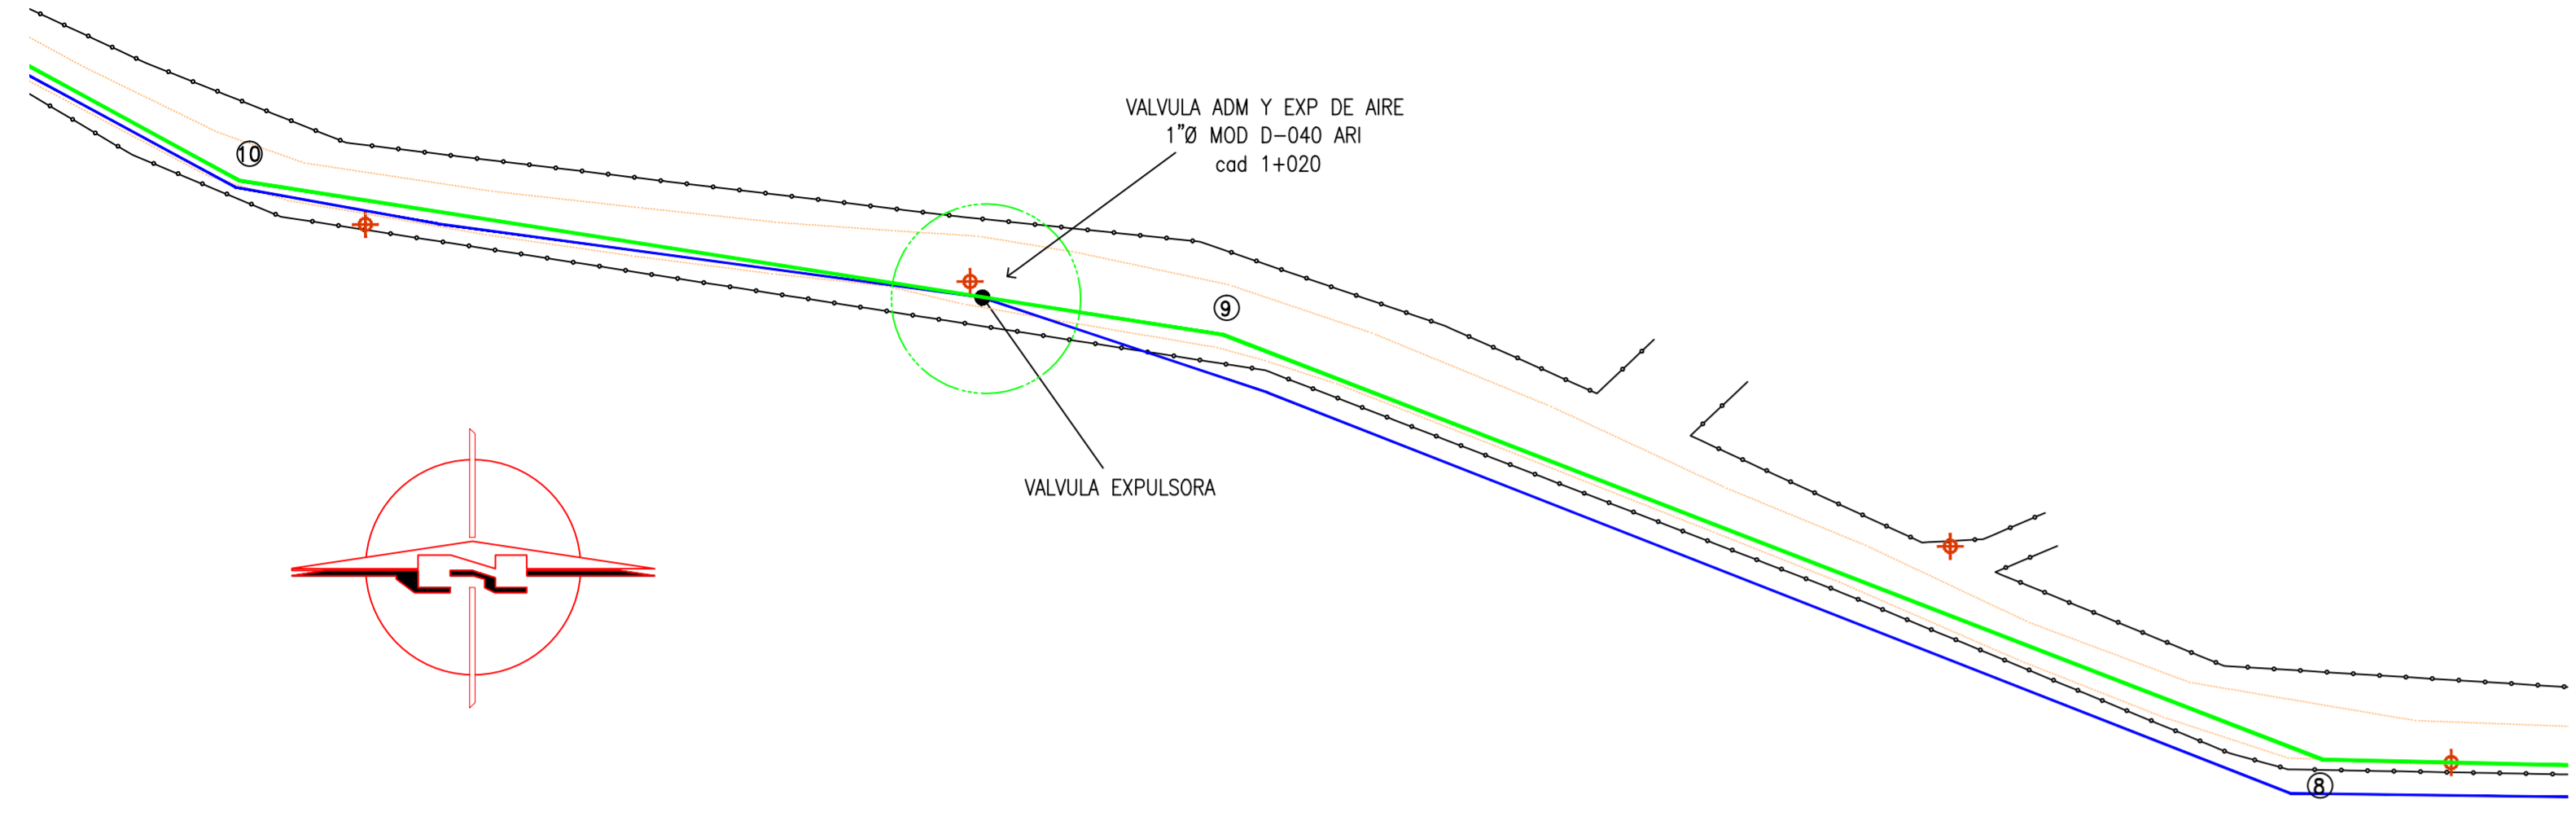 VALVULA ADM Y EXP DE AIRE
1"Ø MOD D-040 ARI
cad 1+020
10
9
VALVULA EXPULSORA
8